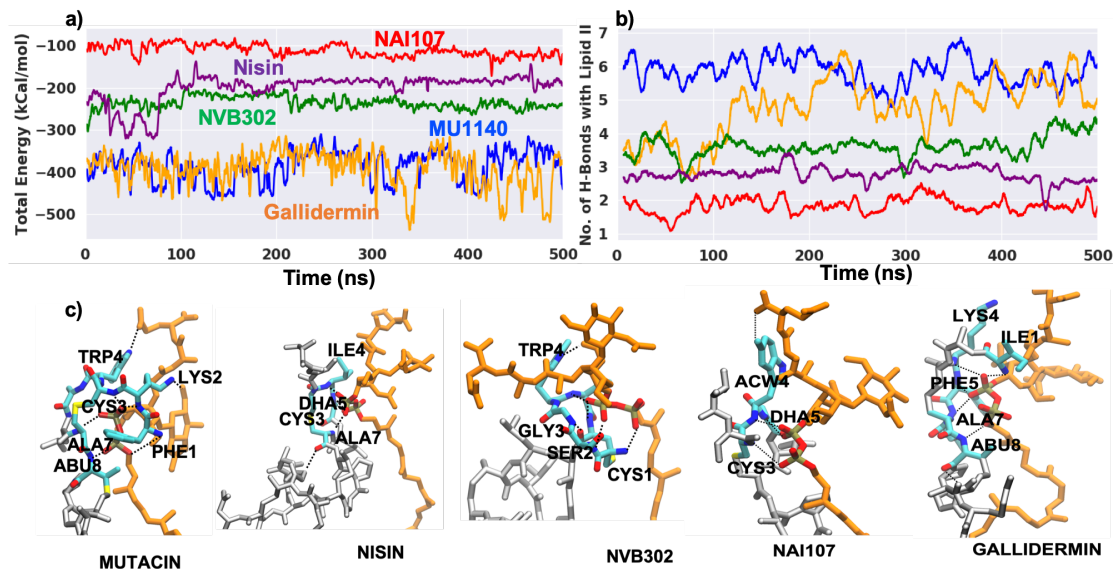 a)
Total Energy (kCal/mol)
−100
−200
−300
−400
−500
NAI107
Nisin
NVB302
MU1140
Gallidermin
0 100 200 300 400 500
Time (ns)
b)
No. of H-Bonds with Lipid II
7
6
5
4
3
2
1
0 100 200 300 400 500
Time (ns)
c)
TRP4
LYS2
CYS3
ALA7
PHE1
ABU8
MUTACIN
ILE4
DHA5
CYS3
ALA7
NISIN
TRP4
GLY3
SER2
CYS1
NVB302
ACW4
DHA5
CYS3
NAI107
LYS4
ILE1
PHE5
ALA7
ABU8
GALLIDERMIN